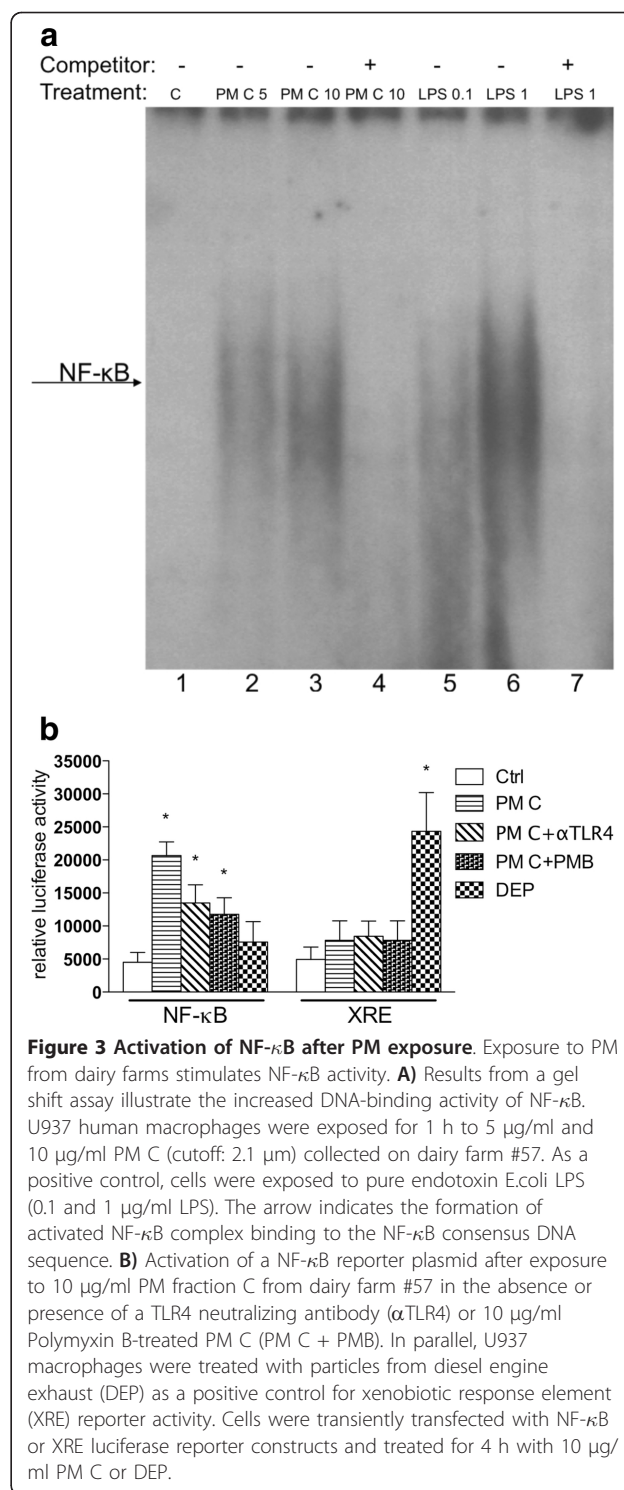 a
Competitor: - - - + - - +
Treatment: C PM C 5 PM C 10 PM C 10 LPS 0.1 LPS 1 LPS 1
NF-κB
1 2 3 4 5 6 7
b
relative luciferase activity
35000
30000
25000
20000
15000
10000
5000
0
* * * *
NF-κB XRE
Ctrl
PM C
PM C+αTLR4
PM C+PMB
DEP
Figure 3 Activation of NF-κB after PM exposure. Exposure to PM
from dairy farms stimulates NF-κB activity. A) Results from a gel
shift assay illustrate the increased DNA-binding activity of NF-κB.
U937 human macrophages were exposed for 1 h to 5 μg/ml and
10 μg/ml PM C (cutoff: 2.1 μm) collected on dairy farm #57. As a
positive control, cells were exposed to pure endotoxin E.coli LPS
(0.1 and 1 μg/ml LPS). The arrow indicates the formation of
activated NF-κB complex binding to the NF-κB consensus DNA
sequence. B) Activation of a NF-κB reporter plasmid after exposure
to 10 μg/ml PM fraction C from dairy farm #57 in the absence or
presence of a TLR4 neutralizing antibody (αTLR4) or 10 μg/ml
Polymyxin B-treated PM C (PM C + PMB). In parallel, U937
macrophages were treated with particles from diesel engine
exhaust (DEP) as a positive control for xenobiotic response element
(XRE) reporter activity. Cells were transiently transfected with NF-κB
or XRE luciferase reporter constructs and treated for 4 h with 10 μg/
ml PM C or DEP.